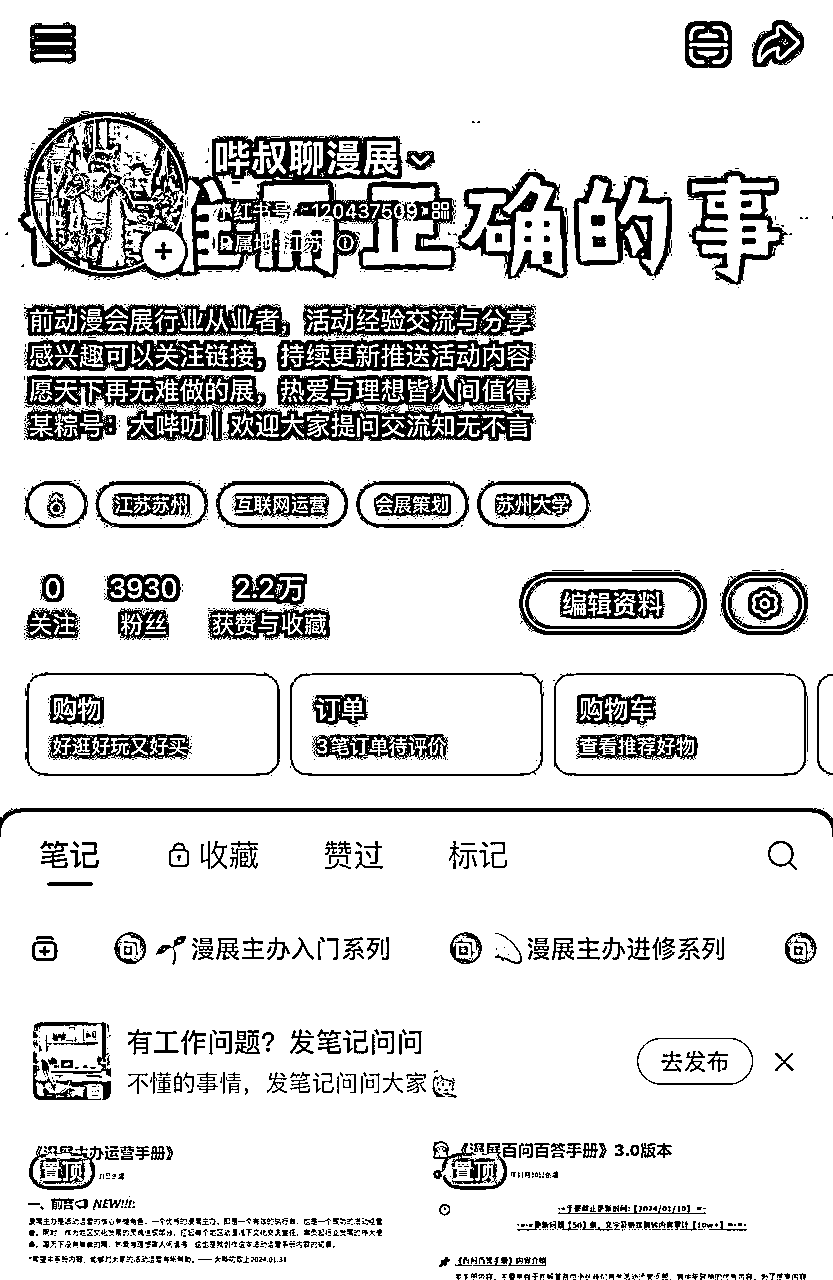 哔叔聊漫展
小红书号：120437509
IP属地：江苏
难而正确的事
前动漫会展行业从业者，活动经验交流与分享
感兴趣可以关注链接，持续更新推送活动内容
愿天下再无难做的展，热爱与理想皆人间值得
某粽号：大哔叻 | 欢迎大家提问交流知无不言
江苏苏州 互联网运营 会展策划 苏州大学
0 3930 2.2万
关注 粉丝 获赞与收藏 编辑资料
购物 订单 购物车
好逛好玩又好买 3笔订单待评价 查看推荐好物
笔记 收藏 赞过 标记
漫展主办入门系列 漫展主办进修系列
有工作问题？发笔记问问
不懂的事情，发笔记问问大家
去发布
《漫展主办运营手册》 《漫展百问百答手册》3.0版本
置顶 置顶
一、前言 NEW!!!